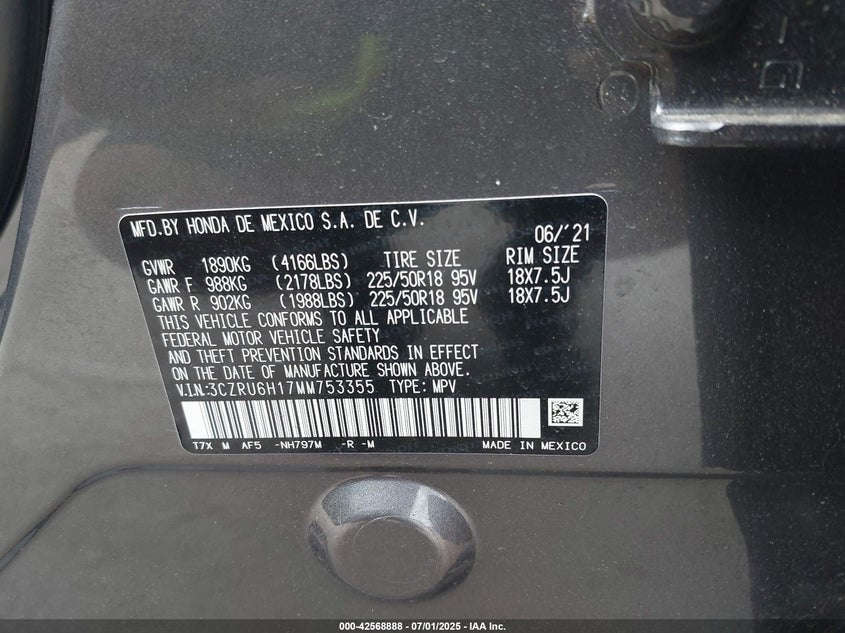 MFD.BY HONDA DE MEXICO S.A. DE C.V. 06/'21
GVWR 1890KG (4166LBS) TIRE SIZE RIM SIZE
GAWR F 988KG (2178LBS) 225/50R18 95V 18X7.5J
GAWR R 902KG (1988LBS) 225/50R18 95V 18X7.5J
THIS VEHICLE CONFORMS TO ALL APPLICABLE
FEDERAL MOTOR VEHICLE SAFETY
AND THEFT PREVENTION STANDARDS IN EFFECT
ON THE DATE OF MANUFACTURE SHOWN ABOVE.
V.I.N:3CZRU6H17MM753355 TYPE: MPV
T7X M AF5 -NH797M -R -M MADE IN MEXICO
000-42568888 - 07/01/2025 - IAA Inc.